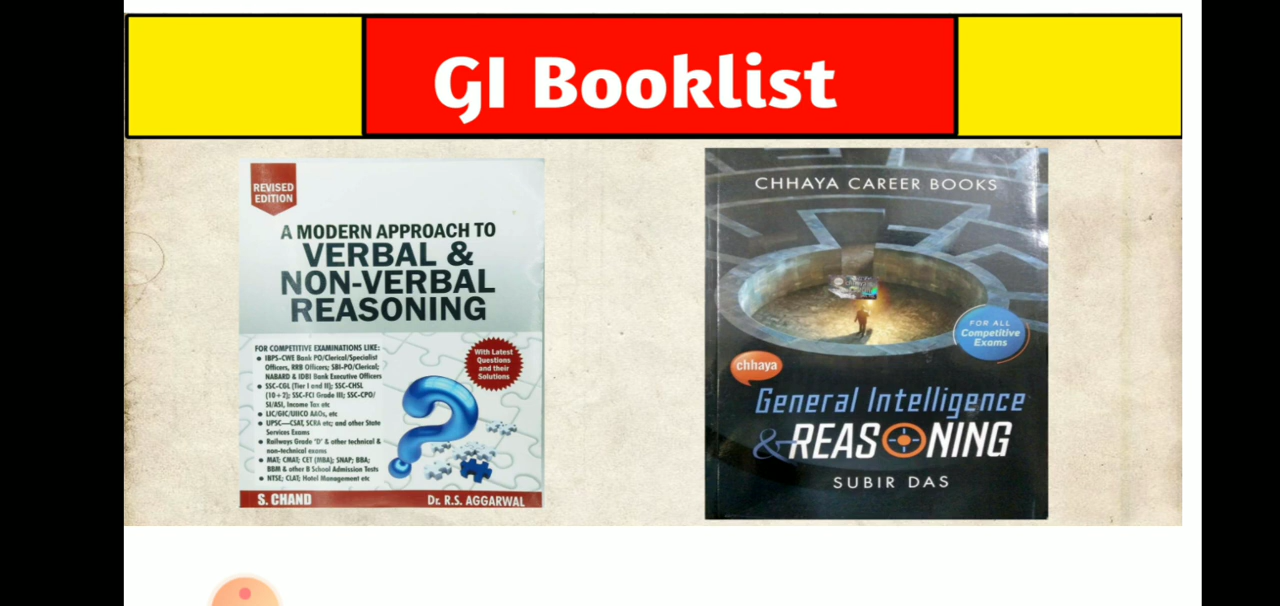 GI Booklist
REVISED
EDITION
A MODERN APPROACH TO
VERBAL &
NON-VERBAL
REASONING
FOR COMPETITIVE EXAMINATIONS LIKE:
• IBPS-CWE Bank PO/Clerical/Specialist
Officers, RRB Officers; SBI-PO/Clerical;
NABARD & IDBI Bank Executive Officers
• SSC-CGL (Tier I and II); SSC-CHSL
(10+2); SSC-FCI Grade III; SSC-CPO/
SI/ASI, Income Tax etc
• LIC/GIC/UIICO AAOs, etc
• UPSC—CSAT, SCRA etc; and other State
Services Exams
• Railways Grade 'D' & other technical &
non-technical exams
• MAT; CMAT; CET (MBA); SNAP; BBA;
BBM & other B School Admission Tests
• NTSE; CLAT; Hotel Management etc
With Latest
Questions
and their
Solutions
S. CHAND
Dr. R.S. AGGARWAL
CHHAYA CAREER BOOKS
FOR ALL
Competitive
Exams
chhaya
General Intelligence
& REASONING
SUBIR DAS